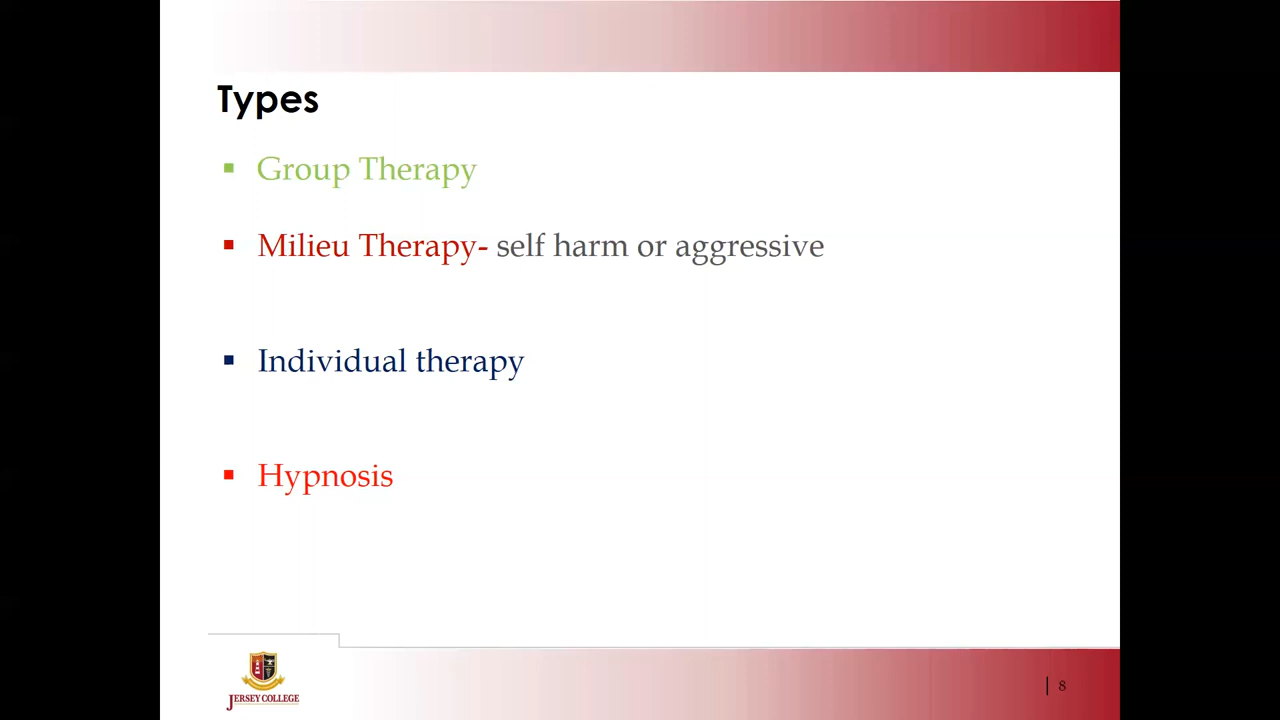 Types
Group Therapy
Milieu Therapy- self harm or aggressive
Individual therapy
Hypnosis
JERSEY COLLEGE
8